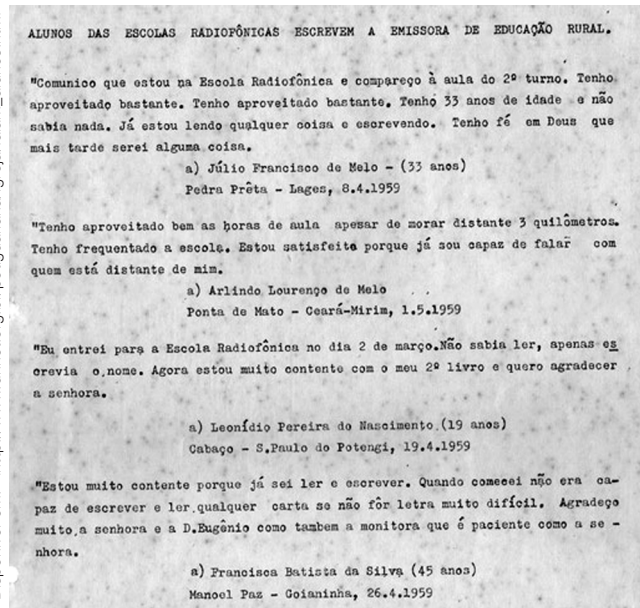 ALUNOS DAS ESCOLAS RADIOFÔNICAS ESCREVEM A EMISSORA DE EDUCAÇÃO RURAL.
"Comunico que estou na Escola Radiofônica e compareço à aula do 2º turno. Tenho
aproveitado bastante. Tenho aproveitado bastante. Tenho 33 anos de idade e não
sabia nada. Já estou lendo qualquer coisa e escrevendo. Tenho fé em Deus que
mais tarde serei alguma coisa.
a) Júlio Francisco de Melo - (33 anos)
Pedra Prêta - Lages, 8.4.1959
"Tenho aproveitado bem as horas de aula apesar de morar distante 3 quilômetros.
Tenho frequentado a escola. Estou satisfeito porque já sou capaz de falar com
quem está distante de mim.
a) Arlindo Lourenço de Melo
Ponta de Mato - Ceará-Mirim, 1.5.1959
"Eu entrei para a Escola Radiofônica no dia 2 de março.Não sabia ler, apenas es
crevia o nome. Agora estou muito contente com o meu 2º livro e quero agradecer
a senhora.
a) Leonídio Pereira do Nascimento (19 anos)
Cabaço - S.Paulo do Potengi, 19.4.1959
"Estou muito contente porque já sei ler e escrever. Quando comecei não era ca-
paz de escrever e ler qualquer carta se não fôr letra muito difícil. Agradeço
muito a senhora e a D.Eugênio como tambem a monitora que é paciente como a se -
nhora.
a) Francisca Batista da Silva (45 anos)
Manoel Paz - Goianinha, 26.4.1959